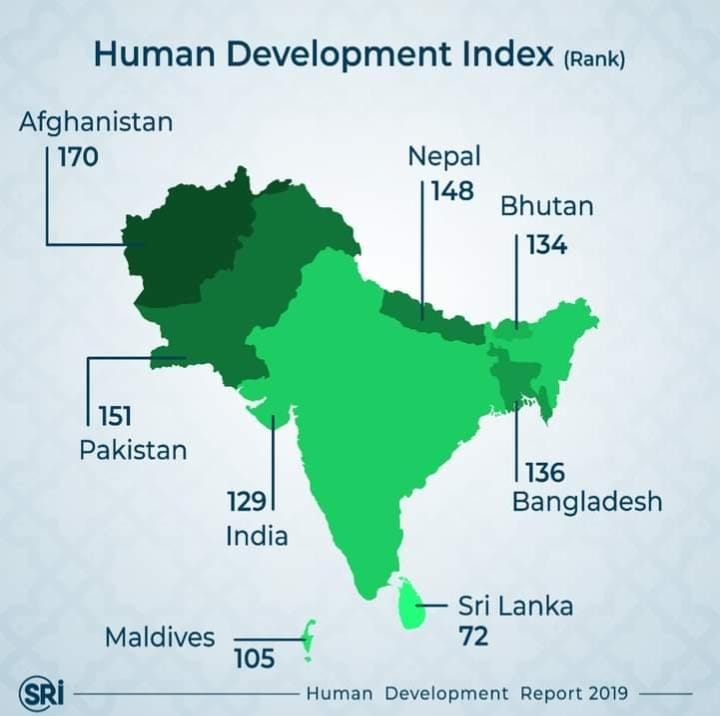 Human Development Index (Rank)
Afghanistan
170
Nepal
148
Bhutan
134
151
Pakistan
136
Bangladesh
129
India
Sri Lanka
72
Maldives
105
SRi
Human Development Report 2019